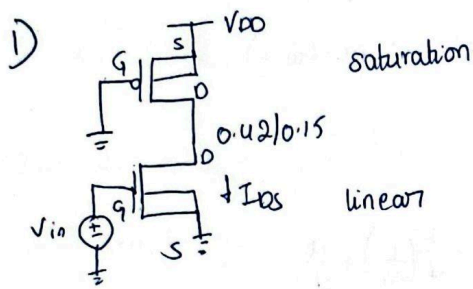 1)
VDD
S
saturation
G
D
0.42/0.15
D
↓ IDS
linear
G
Vin
±
S